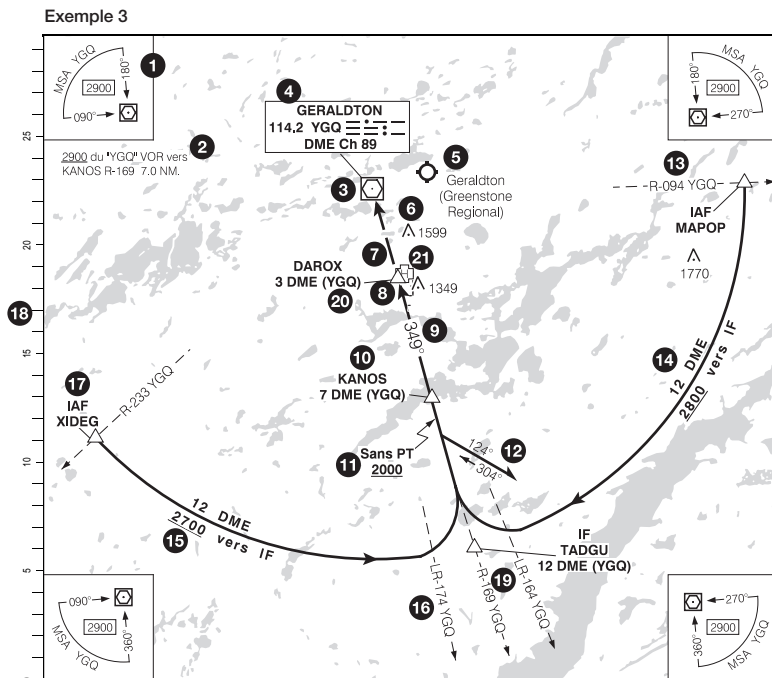 Exemple 3
MSA YGQ
2900
180°
090°
1
2
2900 du "YGQ" VOR vers
KANOS R-169 7.0 NM.
4
GERALDTON
114,2 YGQ
DME Ch 89
3
5
Geraldton
(Greenstone
Regional)
MSA YGQ
2900
180°
270°
13
R-094 YGQ
IAF
MAPOP
6
1599
7
21
DAROX
3 DME (YGQ)
20
8
1349
1770
9
349°
10
KANOS
7 DME (YGQ)
14
12 DME
2800 vers IF
18
17
IAF
XIDEG
R-233 YGQ
11
Sans PT
2000
12
124°
304°
12 DME
2700 vers IF
15
IF
TADGU
12 DME (YGQ)
16
LR-174 YGQ
19
R-169 YGQ
LR-164 YGQ
090°
360°
2900
MSA YGQ
270°
360°
2900
MSA YGQ
25
20
15
10
5